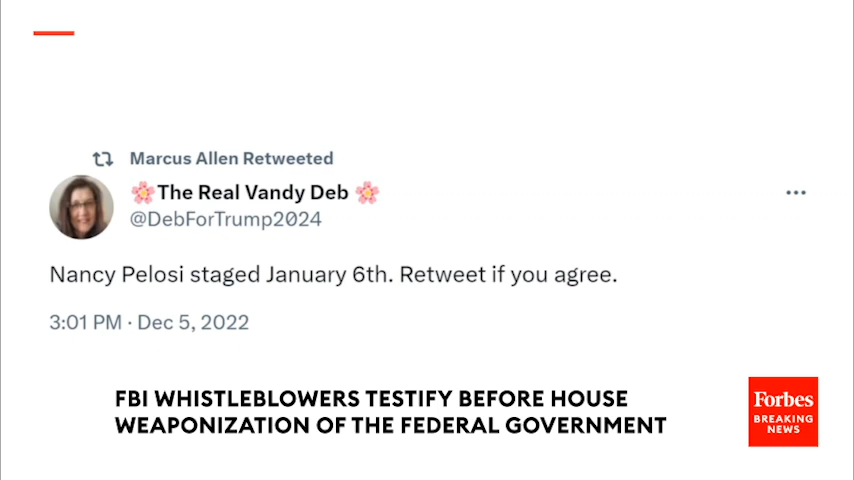 Marcus Allen Retweeted
🌸The Real Vandy Deb 🌸
@DebForTrump2024
Nancy Pelosi staged January 6th. Retweet if you agree.
3:01 PM · Dec 5, 2022
FBI WHISTLEBLOWERS TESTIFY BEFORE HOUSE
WEAPONIZATION OF THE FEDERAL GOVERNMENT
Forbes
BREAKING
NEWS